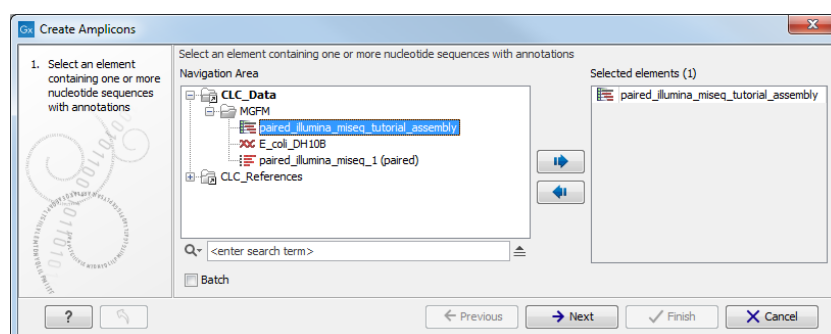 Gx Create Amplicons
1. Select an element
containing one or more
nucleotide sequences
with annotations
Select an element containing one or more nucleotide sequences with annotations
Navigation Area
CLC_Data
MGFM
paired_illumina_miseq_tutorial_assembly
E_coli_DH10B
paired_illumina_miseq_1 (paired)
CLC_References
<enter search term>
Batch
Selected elements (1)
paired_illumina_miseq_tutorial_assembly
?
Previous
Next
Finish
Cancel